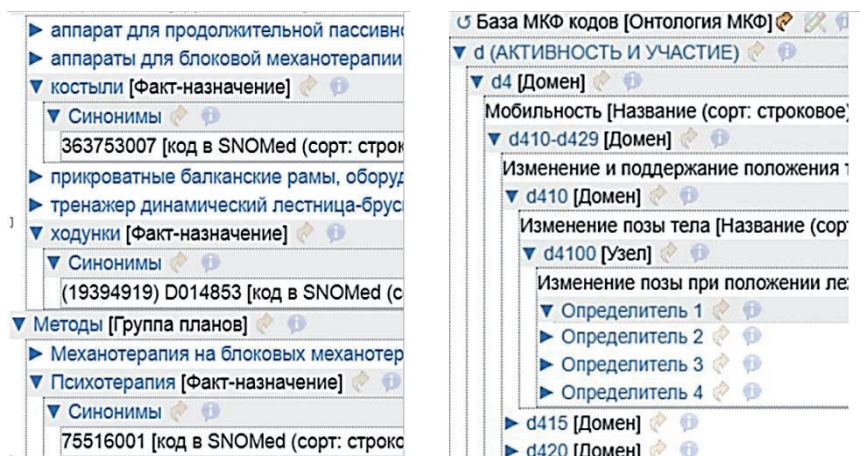 аппарат для продолжительной пассивн
аппараты для блоковой механотерапии
костыли [Факт-назначение]
Синонимы
363753007 [код в SNOMed (сорт: строк
прикроватные балканские рамы, оборуд
тренажер динамический лестница-брус
ходунки [Факт-назначение]
Синонимы
(19394919) D014853 [код в SNOMed (с
Методы [Группа планов]
Механотерапия на блоковых механотер
Психотерапия [Факт-назначение]
Синонимы
75516001 [код в SNOMed (сорт: строко
База МКФ кодов [Онтология МКФ]
d (АКТИВНОСТЬ И УЧАСТИЕ)
d4 [Домен]
Мобильность [Название (сорт: строковое)
d410-d429 [Домен]
Изменение и поддержание положения т
d410 [Домен]
Изменение позы тела [Название (сор
d4100 [Узел]
Изменение позы при положении ле
Определитель 1
Определитель 2
Определитель 3
Определитель 4
d415 [Домен]
d420 [Домен]